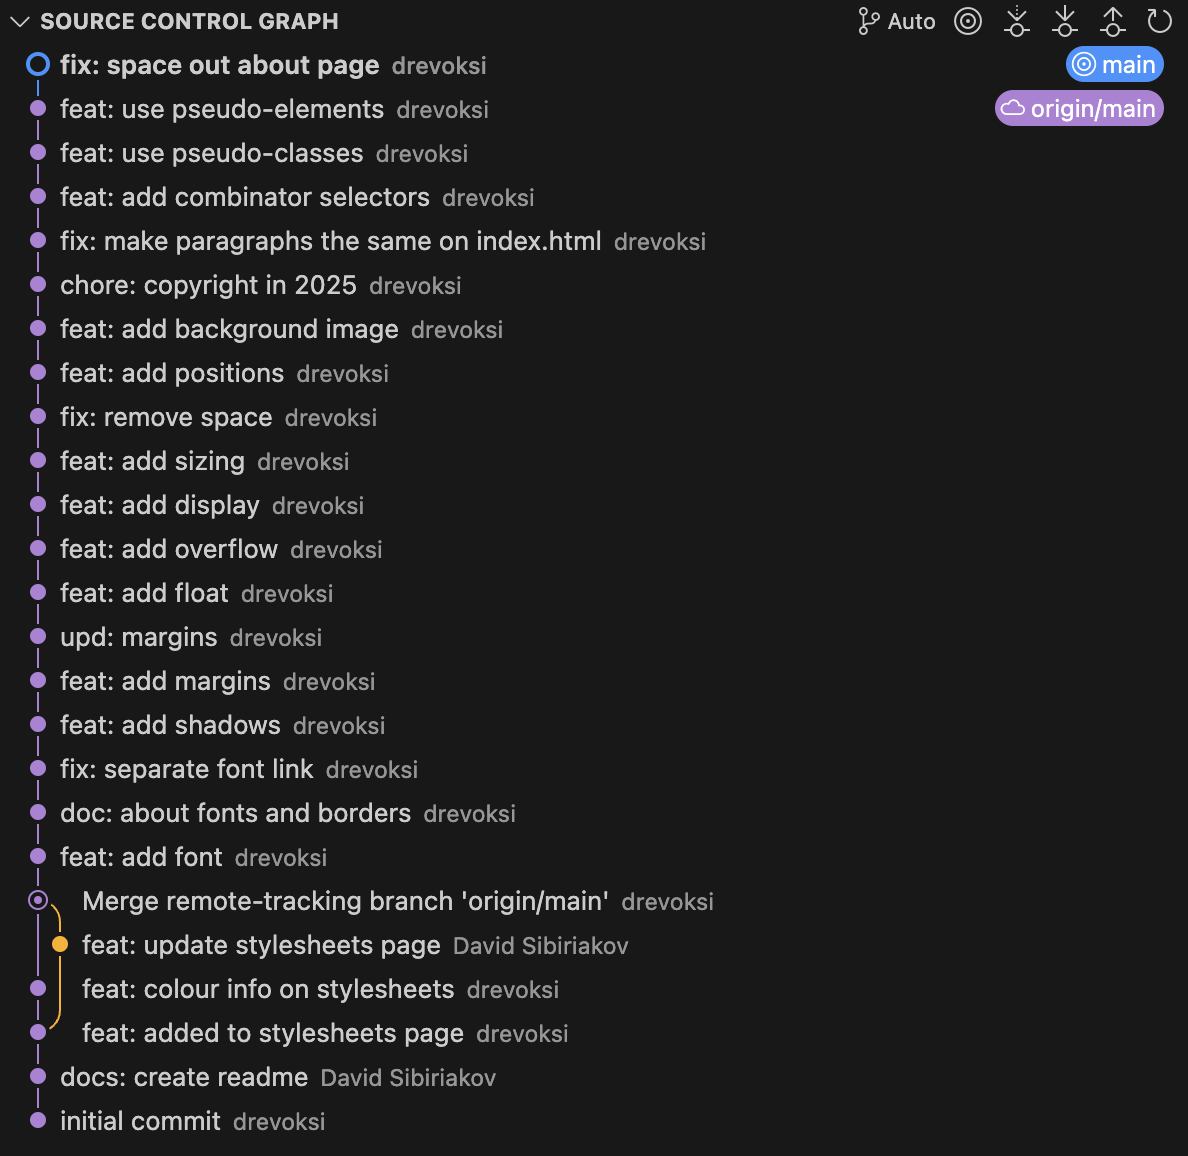 SOURCE CONTROL GRAPH Auto
fix: space out about page drevoksi main
feat: use pseudo-elements drevoksi origin/main
feat: use pseudo-classes drevoksi
feat: add combinator selectors drevoksi
fix: make paragraphs the same on index.html drevoksi
chore: copyright in 2025 drevoksi
feat: add background image drevoksi
feat: add positions drevoksi
fix: remove space drevoksi
feat: add sizing drevoksi
feat: add display drevoksi
feat: add overflow drevoksi
feat: add float drevoksi
upd: margins drevoksi
feat: add margins drevoksi
feat: add shadows drevoksi
fix: separate font link drevoksi
doc: about fonts and borders drevoksi
feat: add font drevoksi
Merge remote-tracking branch 'origin/main' drevoksi
feat: update stylesheets page David Sibiriakov
feat: colour info on stylesheets drevoksi
feat: added to stylesheets page drevoksi
docs: create readme David Sibiriakov
initial commit drevoksi